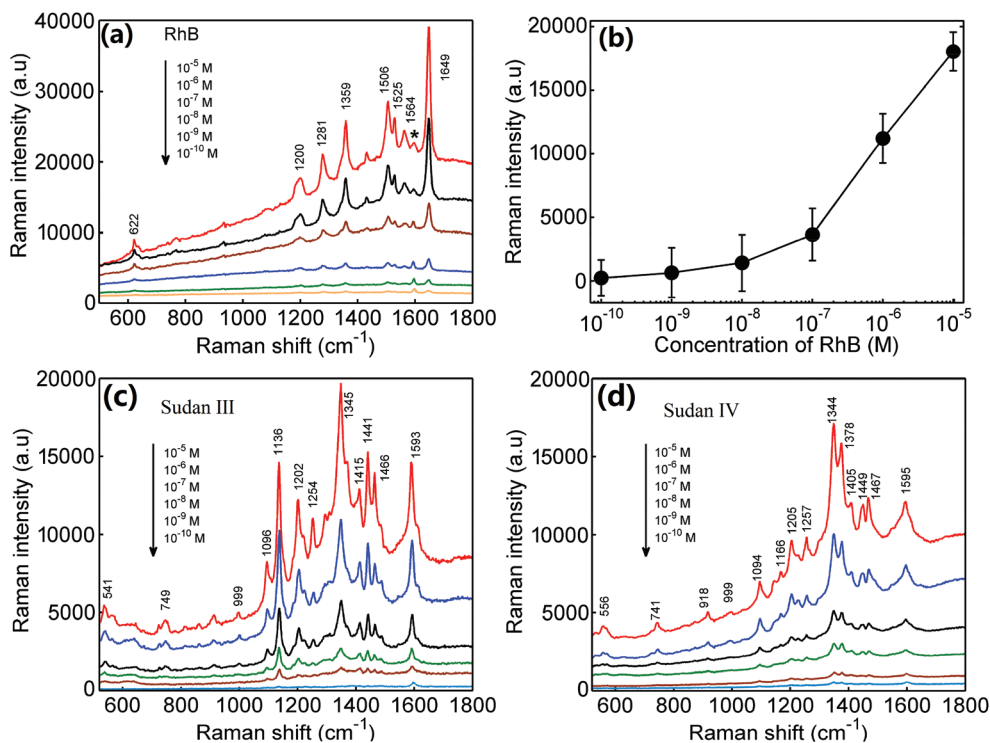 (a)
RhB
10⁻⁵ M
10⁻⁶ M
10⁻⁷ M
10⁻⁸ M
10⁻⁹ M
10⁻¹⁰ M
622
1200
1281
1359
1506
1525
1564
*
1649
40000
30000
20000
10000
0
600 800 1000 1200 1400 1600 1800
Raman intensity (a.u)
Raman shift (cm⁻¹)
(b)
20000
15000
10000
5000
0
10⁻¹⁰ 10⁻⁹ 10⁻⁸ 10⁻⁷ 10⁻⁶ 10⁻⁵
Raman intensity (a.u)
Concentration of RhB (M)
(c)
Sudan III
10⁻⁵ M
10⁻⁶ M
10⁻⁷ M
10⁻⁸ M
10⁻⁹ M
10⁻¹⁰ M
541
749
999
1096
1136
1202
1254
1345
1415
1441
1466
1593
20000
15000
10000
5000
0
600 800 1000 1200 1400 1600 1800
Raman intensity (a.u)
Raman shift (cm⁻¹)
(d)
Sudan IV
10⁻⁵ M
10⁻⁶ M
10⁻⁷ M
10⁻⁸ M
10⁻⁹ M
10⁻¹⁰ M
556
741
918
999
1094
1166
1205
1257
1344
1378
1405
1449
1467
1595
20000
15000
10000
5000
0
600 800 1000 1200 1400 1600 1800
Raman intensity (a.u)
Raman shift (cm⁻¹)